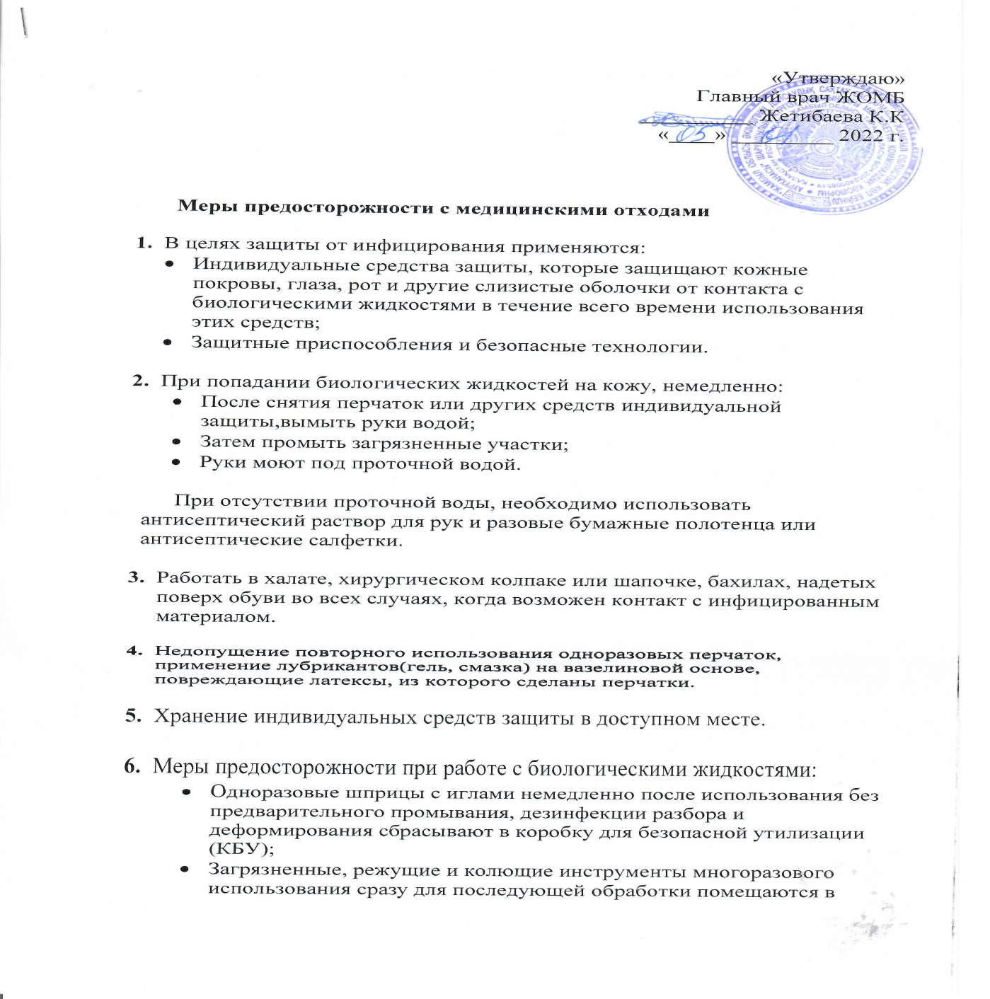 «Утверждаю»
Главный врач ЖОМБ
____________ Жетибаева К.К
«_05_» ____01____ 2022 г.
Меры предосторожности с медицинскими отходами
1. В целях защиты от инфицирования применяются:
● Индивидуальные средства защиты, которые защищают кожные
покровы, глаза, рот и другие слизистые оболочки от контакта с
биологическими жидкостями в течение всего времени использования
этих средств;
● Защитные приспособления и безопасные технологии.
2. При попадании биологических жидкостей на кожу, немедленно:
● После снятия перчаток или других средств индивидуальной
защиты,вымыть руки водой;
● Затем промыть загрязненные участки;
● Руки моют под проточной водой.
При отсутствии проточной воды, необходимо использовать
антисептический раствор для рук и разовые бумажные полотенца или
антисептические салфетки.
3. Работать в халате, хирургическом колпаке или шапочке, бахилах, надетых
поверх обуви во всех случаях, когда возможен контакт с инфицированным
материалом.
4. Недопущение повторного использования одноразовых перчаток,
применение лубрикантов(гель, смазка) на вазелиновой основе,
повреждающие латексы, из которого сделаны перчатки.
5. Хранение индивидуальных средств защиты в доступном месте.
6. Меры предосторожности при работе с биологическими жидкостями:
● Одноразовые шприцы с иглами немедленно после использования без
предварительного промывания, дезинфекции разбора и
деформирования сбрасывают в коробку для безопасной утилизации
(КБУ);
● Загрязненные, режущие и колющие инструменты многоразового
использования сразу для последующей обработки помещаются в